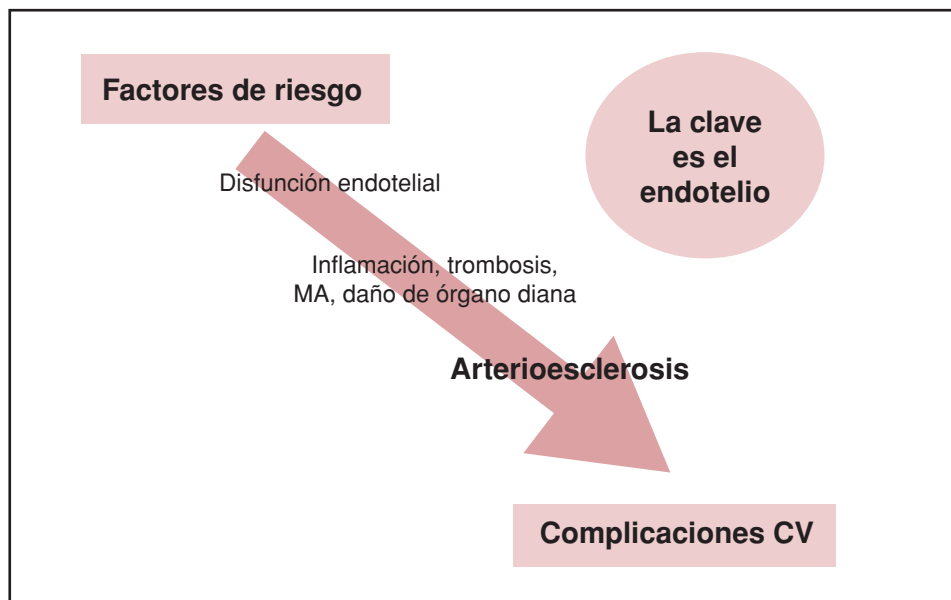 Factores de riesgo
La clave
es el
endotelio
Disfunción endotelial
Inflamación, trombosis,
MA, daño de órgano diana
Arterioesclerosis
Complicaciones CV